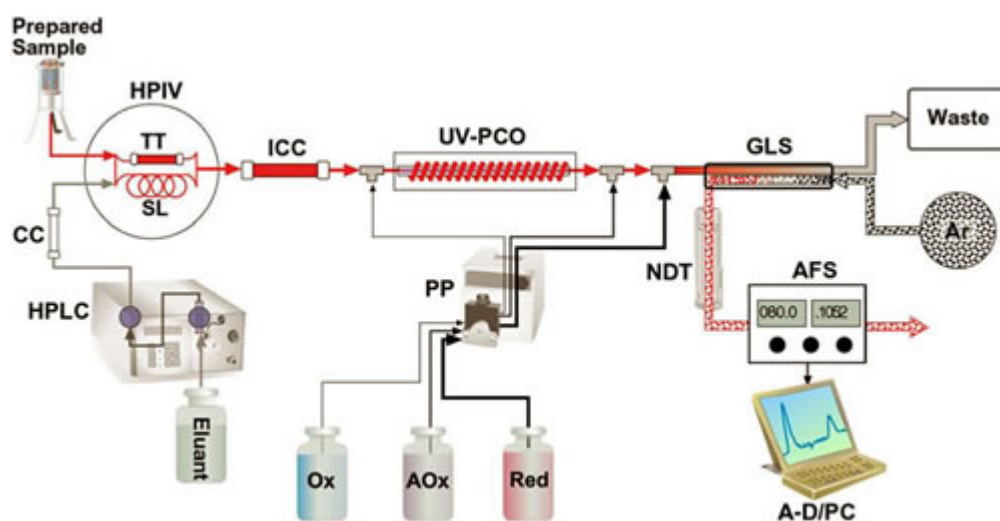 Prepared
Sample
HPIV
TT
SL
ICC
UV-PCO
GLS
Waste
Ar
CC
HPLC
PP
NDT
AFS
080.0
.1052
Eluant
Ox
AOx
Red
A-D/PC